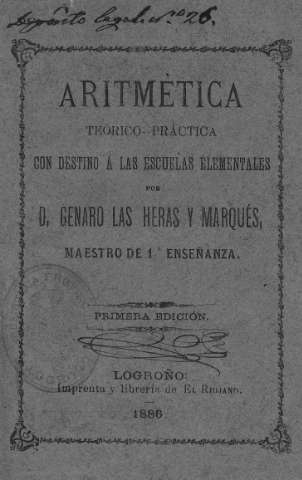 Depósito legal. Nº 26.
ARITMÈTICA
TEÓRICO-PRÁCTICA
CON DESTINO Á LAS ESCUELAS ELEMENTALES
POR
D. GENARO LAS HERAS Y MARQUÉS,
MAESTRO DE 1.ª ENSEÑANZA.
PRIMERA EDICIÓN.
LOGROÑO:
Imprenta y librería de EL RIOJANO.
1886